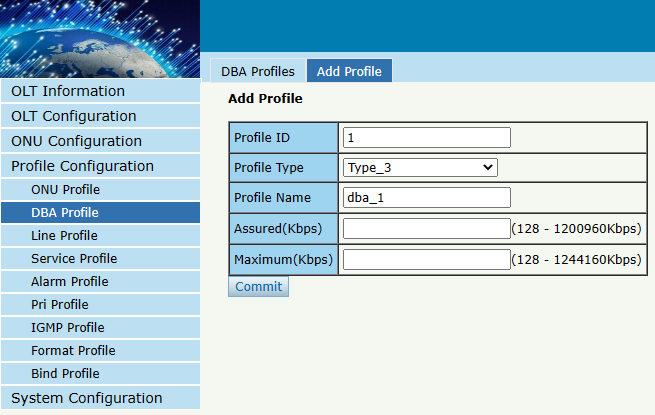 DBA Profiles Add Profile
OLT Information
OLT Configuration
ONU Configuration
Profile Configuration
ONU Profile
DBA Profile
Line Profile
Service Profile
Alarm Profile
Pri Profile
IGMP Profile
Format Profile
Bind Profile
System Configuration
Add Profile
Profile ID 1
Profile Type Type_3
Profile Name dba_1
Assured(Kbps) (128 - 1200960Kbps)
Maximum(Kbps) (128 - 1244160Kbps)
Commit